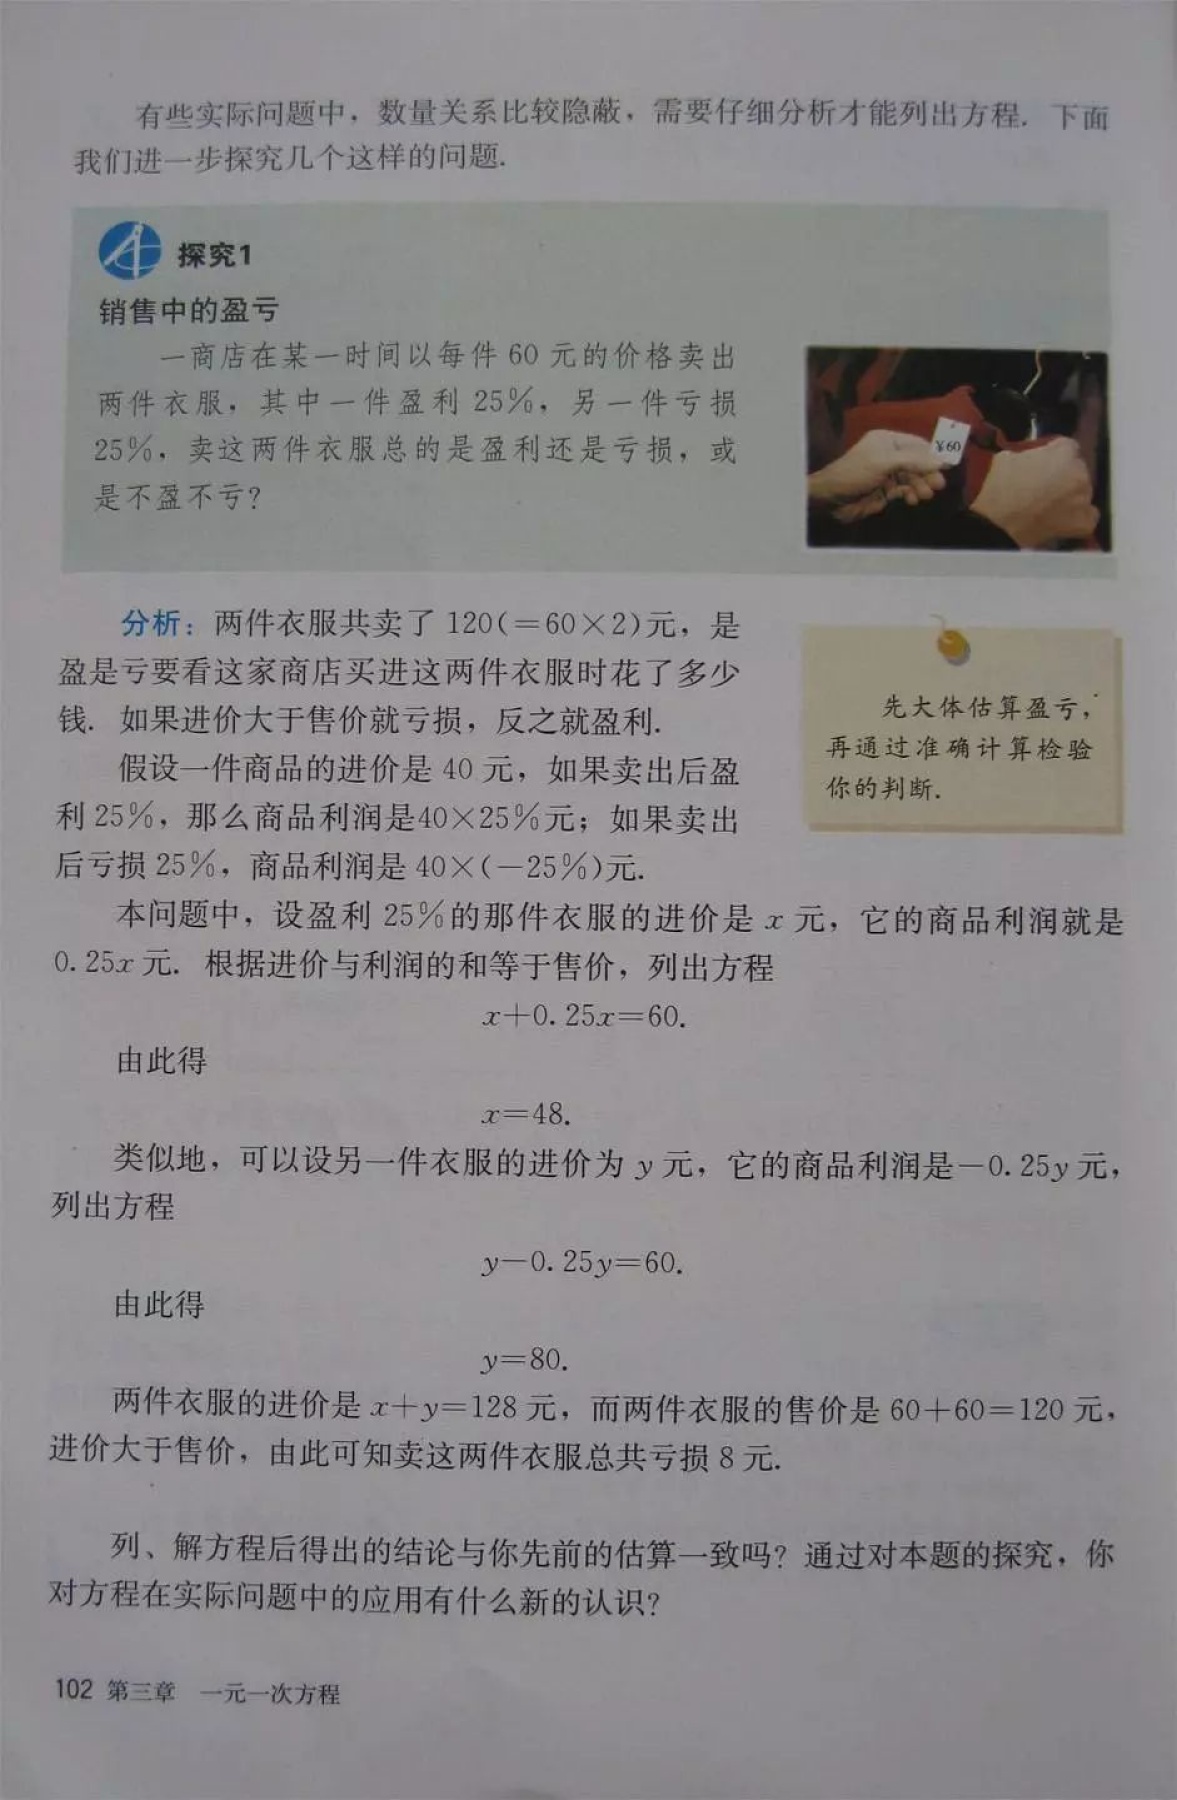 有些实际问题中，数量关系比较隐蔽，需要仔细分析才能列出方程. 下面
我们进一步探究几个这样的问题.
探究1
销售中的盈亏
一商店在某一时间以每件 60 元的价格卖出
两件衣服，其中一件盈利 25%，另一件亏损
25%，卖这两件衣服总的是盈利还是亏损，或
是不盈不亏？
¥60
分析：两件衣服共卖了 120(=60×2)元，是
盈是亏要看这家商店买进这两件衣服时花了多少
钱. 如果进价大于售价就亏损，反之就盈利.
假设一件商品的进价是 40 元，如果卖出后盈
利 25%，那么商品利润是40×25%元；如果卖出
后亏损 25%，商品利润是 40×(-25%)元.
先大体估算盈亏，
再通过准确计算检验
你的判断.
本问题中，设盈利 25%的那件衣服的进价是 x 元，它的商品利润就是
0.25x 元. 根据进价与利润的和等于售价，列出方程
x+0.25x=60.
由此得
x=48.
类似地，可以设另一件衣服的进价为 y 元，它的商品利润是-0.25y 元，
列出方程
y-0.25y=60.
由此得
y=80.
两件衣服的进价是 x+y=128 元，而两件衣服的售价是 60+60=120 元，
进价大于售价，由此可知卖这两件衣服总共亏损 8 元.
列、解方程后得出的结论与你先前的估算一致吗？通过对本题的探究，你
对方程在实际问题中的应用有什么新的认识？
102 第三章 一元一次方程